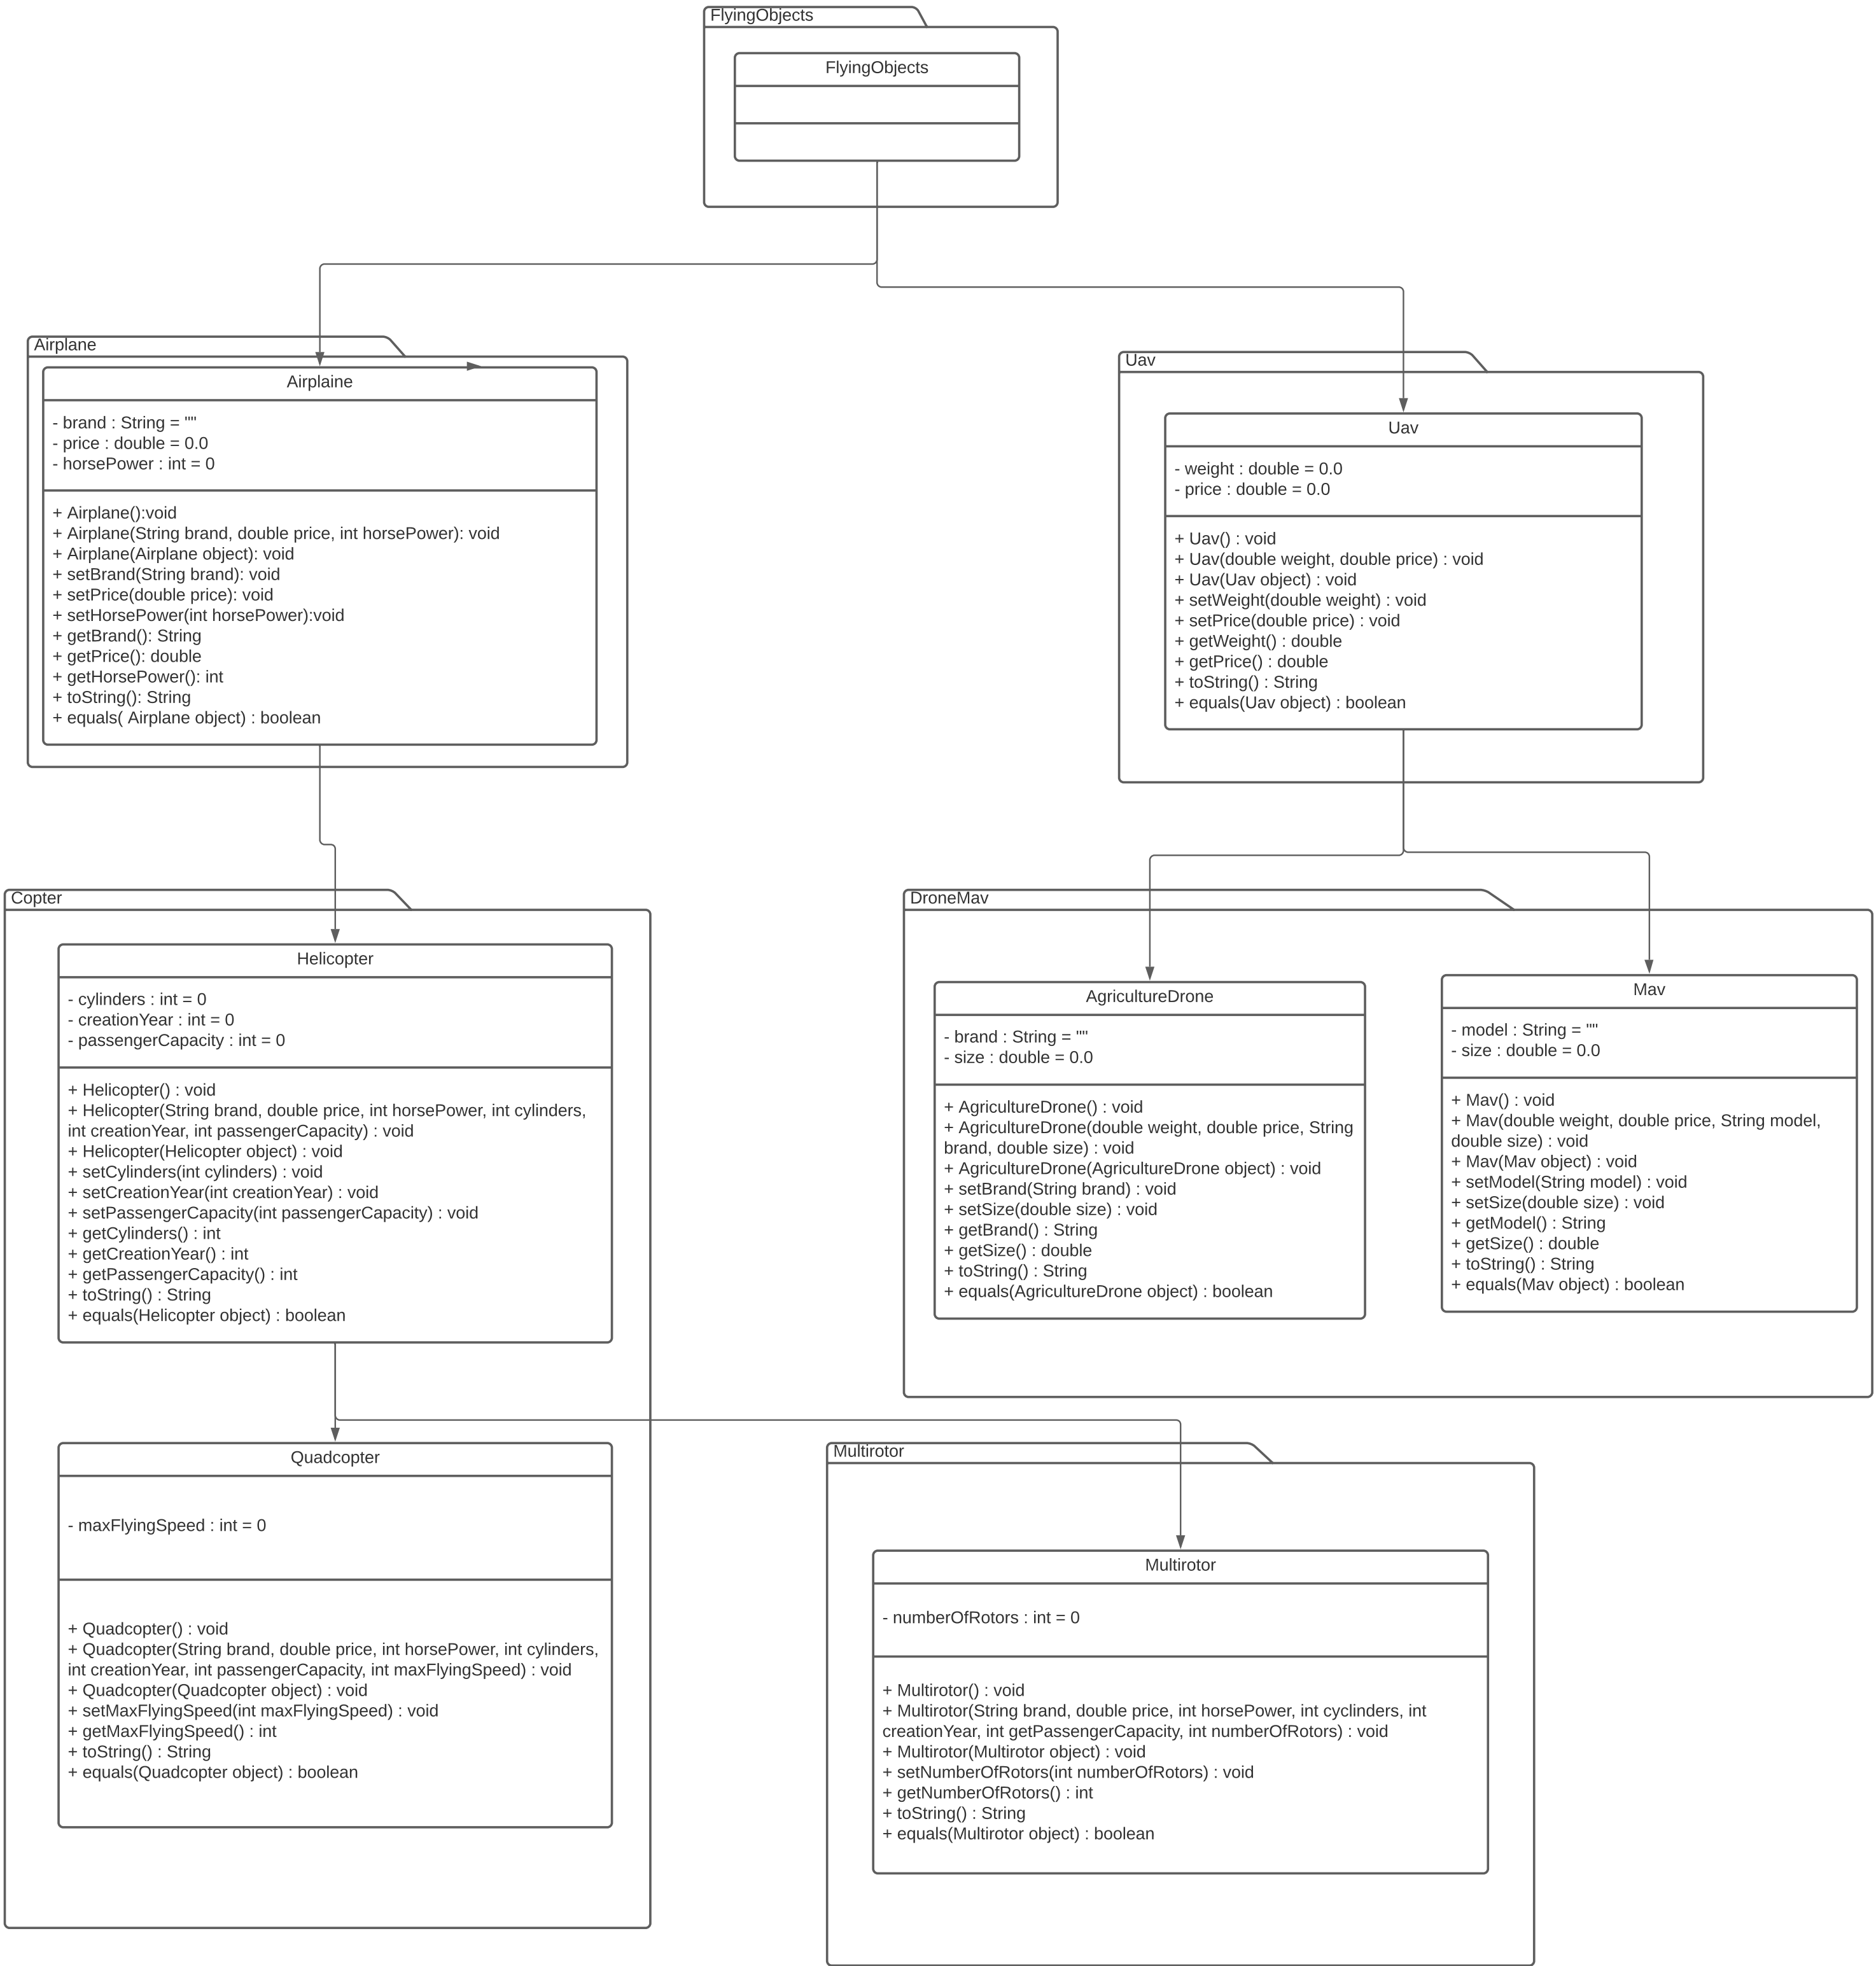 FlyingObjects
FlyingObjects
Airplane
Airplaine
- brand : String = ""
- price : double = 0.0
- horsePower : int = 0
+ Airplane():void
+ Airplane(String brand, double price, int horsePower): void
+ Airplane(Airplane object): void
+ setBrand(String brand): void
+ setPrice(double price): void
+ setHorsePower(int horsePower):void
+ getBrand(): String
+ getPrice(): double
+ getHorsePower(): int
+ toString(): String
+ equals( Airplane object) : boolean
Uav
Uav
- weight : double = 0.0
- price : double = 0.0
+ Uav() : void
+ Uav(double weight, double price) : void
+ Uav(Uav object) : void
+ setWeight(double weight) : void
+ setPrice(double price) : void
+ getWeight() : double
+ getPrice() : double
+ toString() : String
+ equals(Uav object) : boolean
Copter
Helicopter
- cylinders : int = 0
- creationYear : int = 0
- passengerCapacity : int = 0
+ Helicopter() : void
+ Helicopter(String brand, double price, int horsePower, int cylinders,
int creationYear, int passengerCapacity) : void
+ Helicopter(Helicopter object) : void
+ setCylinders(int cylinders) : void
+ setCreationYear(int creationYear) : void
+ setPassengerCapacity(int passengerCapacity) : void
+ getCylinders() : int
+ getCreationYear() : int
+ getPassengerCapacity() : int
+ toString() : String
+ equals(Helicopter object) : boolean
DroneMav
AgricultureDrone
- brand : String = ""
- size : double = 0.0
+ AgricultureDrone() : void
+ AgricultureDrone(double weight, double price, String
brand, double size) : void
+ AgricultureDrone(AgricultureDrone object) : void
+ setBrand(String brand) : void
+ setSize(double size) : void
+ getBrand() : String
+ getSize() : double
+ toString() : String
+ equals(AgricultureDrone object) : boolean
Mav
- model : String = ""
- size : double = 0.0
+ Mav() : void
+ Mav(double weight, double price, String model,
double size) : void
+ Mav(Mav object) : void
+ setModel(String model) : void
+ setSize(double size) : void
+ getModel() : String
+ getSize() : double
+ toString() : String
+ equals(Mav object) : boolean
Quadcopter
- maxFlyingSpeed : int = 0
+ Quadcopter() : void
+ Quadcopter(String brand, double price, int horsePower, int cylinders,
int creationYear, int passengerCapacity, int maxFlyingSpeed) : void
+ Quadcopter(Quadcopter object) : void
+ setMaxFlyingSpeed(int maxFlyingSpeed) : void
+ getMaxFlyingSpeed() : int
+ toString() : String
+ equals(Quadcopter object) : boolean
Multirotor
Multirotor
- numberOfRotors : int = 0
+ Multirotor() : void
+ Multirotor(String brand, double price, int horsePower, int cyclinders, int
creationYear, int getPassengerCapacity, int numberOfRotors) : void
+ Multirotor(Multirotor object) : void
+ setNumberOfRotors(int numberOfRotors) : void
+ getNumberOfRotors() : int
+ toString() : String
+ equals(Multirotor object) : boolean